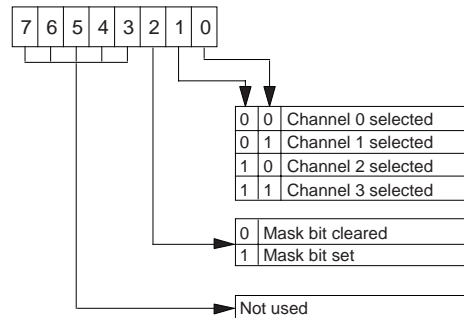 7 6 5 4 3 2 1 0
0 0 Channel 0 selected
0 1 Channel 1 selected
1 0 Channel 2 selected
1 1 Channel 3 selected
0 Mask bit cleared
1 Mask bit set
Not used